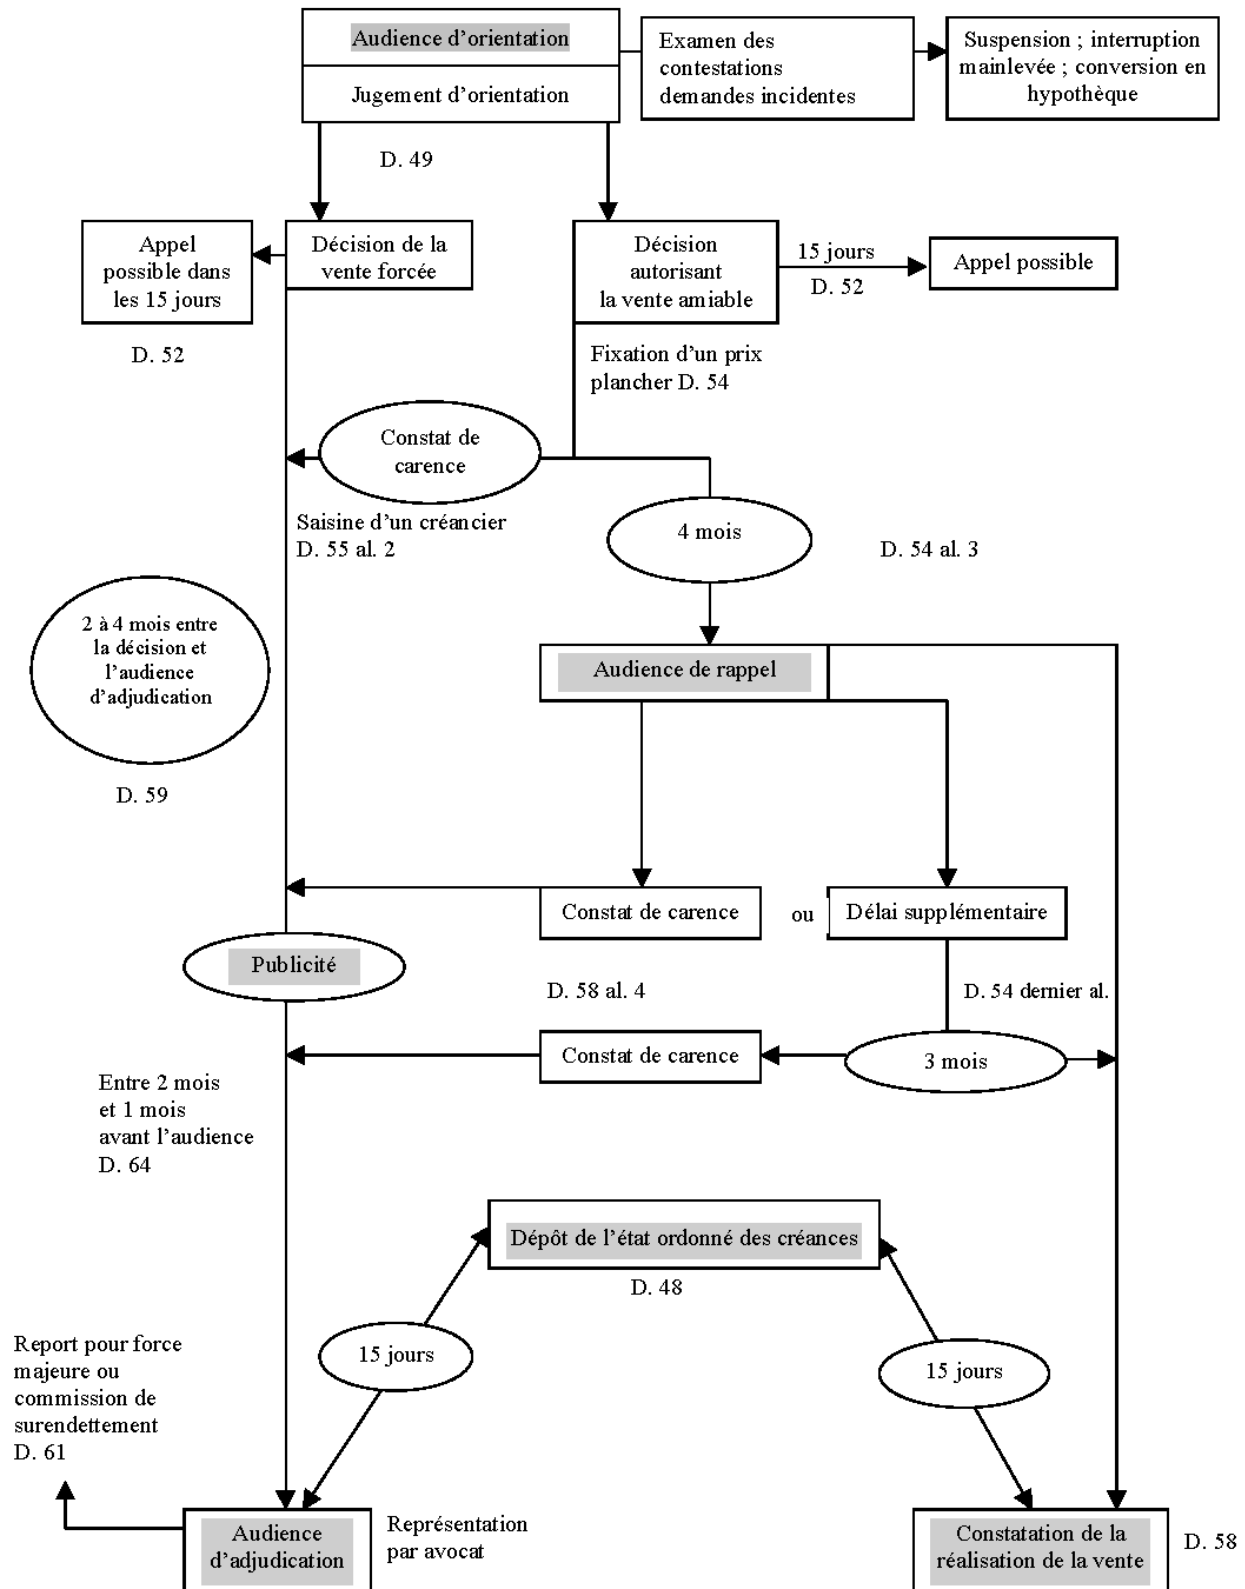 Audience d’orientation
Jugement d’orientation
Examen des
contestations
demandes incidentes
Suspension ; interruption
mainlevée ; conversion en
hypothèque
D. 49
Appel
possible dans
les 15 jours
Décision de la
vente forcée
Décision
autorisant
la vente amiable
15 jours
D. 52
Appel possible
D. 52
Fixation d’un prix
plancher D. 54
Constat de
carence
Saisine d’un créancier
D. 55 al. 2
4 mois
D. 54 al. 3
2 à 4 mois entre
la décision et
l’audience
d’adjudication
D. 59
Audience de rappel
Constat de carence
ou
Délai supplémentaire
Publicité
D. 58 al. 4
D. 54 dernier al.
Constat de carence
3 mois
Entre 2 mois
et 1 mois
avant l’audience
D. 64
Dépôt de l’état ordonné des créances
D. 48
15 jours
15 jours
Report pour force
majeure ou
commission de
surendettement
D. 61
Audience
d’adjudication
Représentation
par avocat
Constatation de la
réalisation de la vente
D. 58